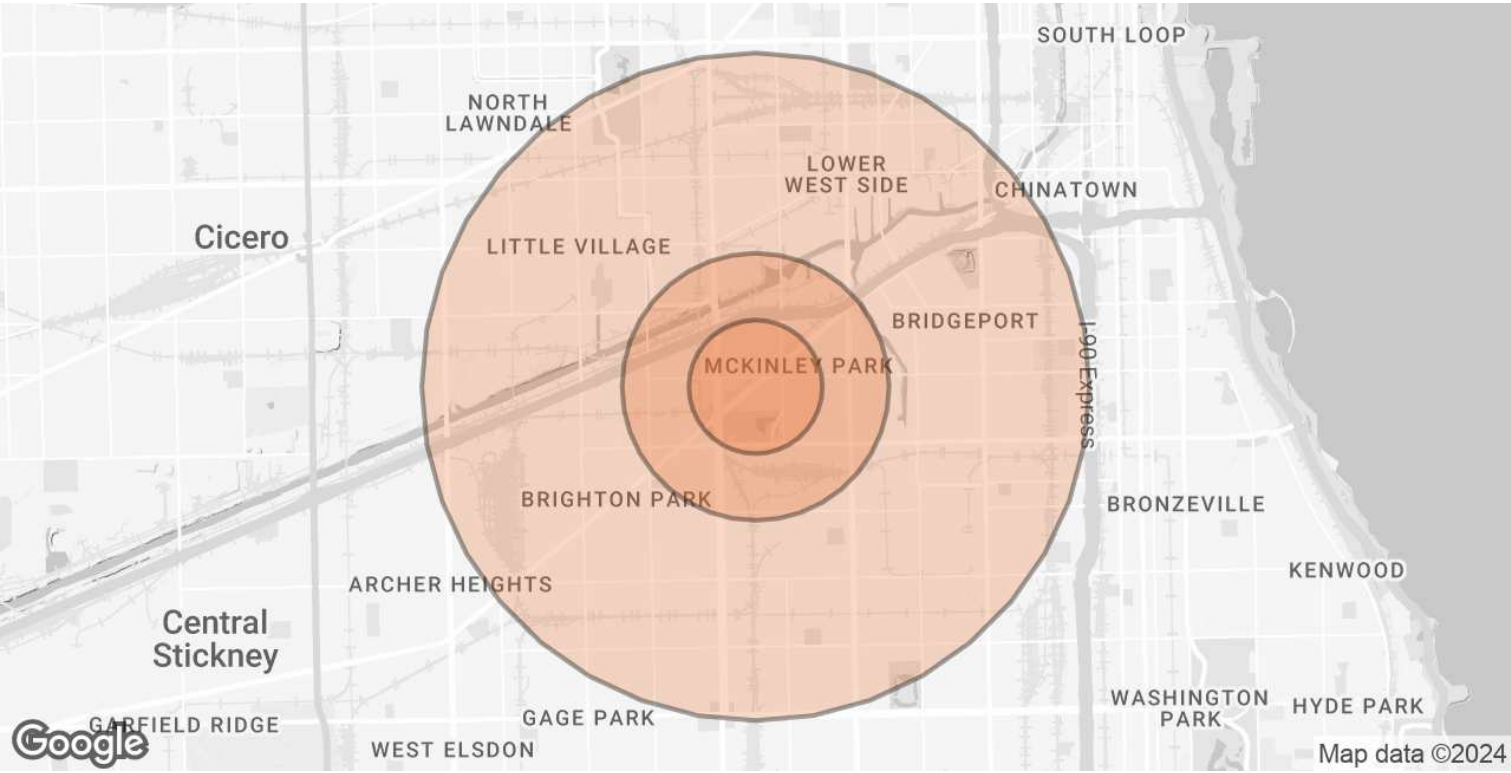 SOUTH LOOP
NORTH
LAWNDALE
LOWER
WEST SIDE
CHINATOWN
Cicero
LITTLE VILLAGE
BRIDGEPORT
I-90 Express
MCKINLEY PARK
BRIGHTON PARK
BRONZEVILLE
ARCHER HEIGHTS
KENWOOD
Central
Stickney
WASHINGTON
PARK
HYDE PARK
GARFIELD RIDGE
GAGE PARK
WEST ELSDON
Google
Map data ©2024